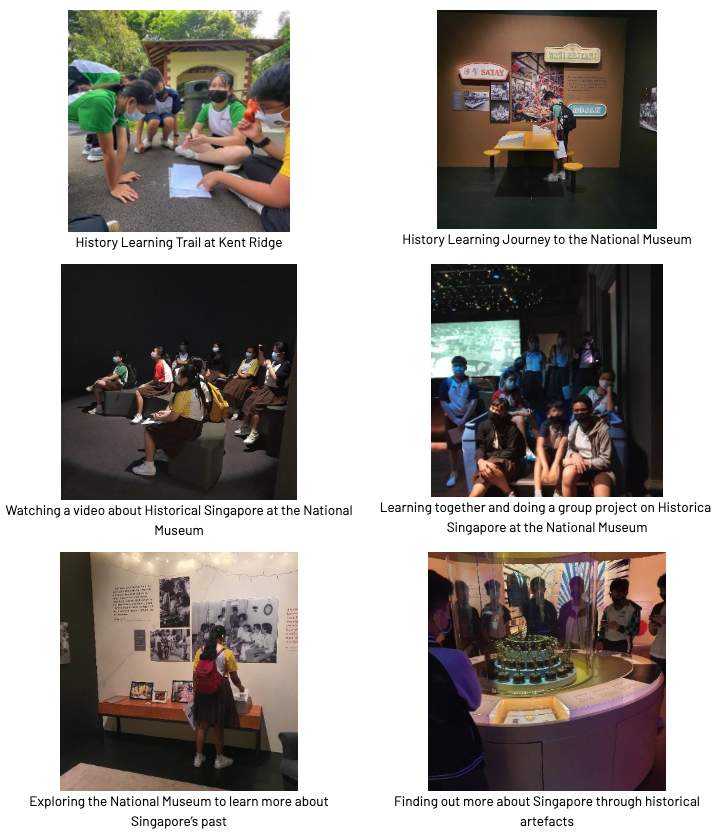 History Learning Trail at Kent Ridge
SATAY
History Learning Journey to the National Museum
Watching a video about Historical Singapore at the National
Museum
Learning together and doing a group project on Historica
Singapore at the National Museum
Exploring the National Museum to learn more about
Singapore's past
Finding out more about Singapore through historical
artefacts